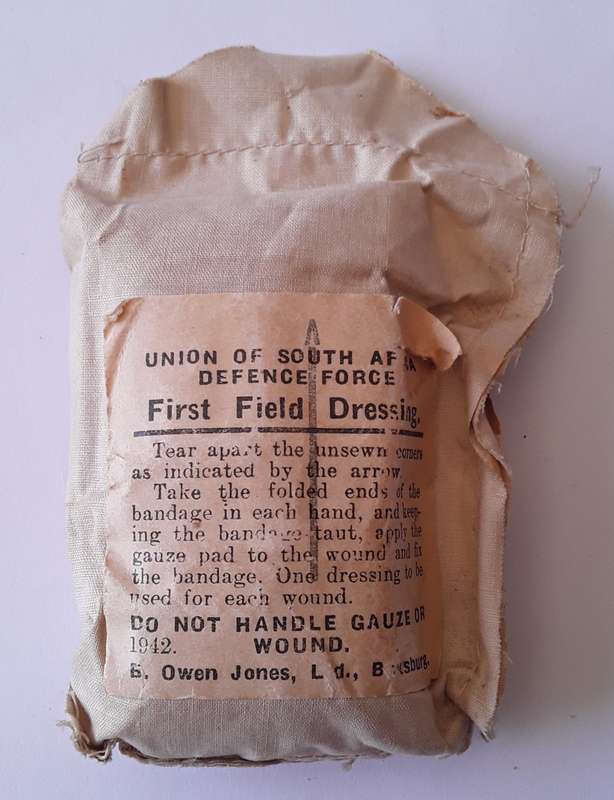 UNION OF SOUTH
DEFENCE FORCE
First Field Dressing.
Tear apart the unsewn corners
as indicated by the arrow.
Take the folded ends of the
bandage in each hand, and keep-
ing the bandage taut, apply the
gauze pad to the wound and fix
the bandage. One dressing to be
used for each wound.
DO NOT HANDLE GAUZE OR
1942. WOUND.
Owen Jones,